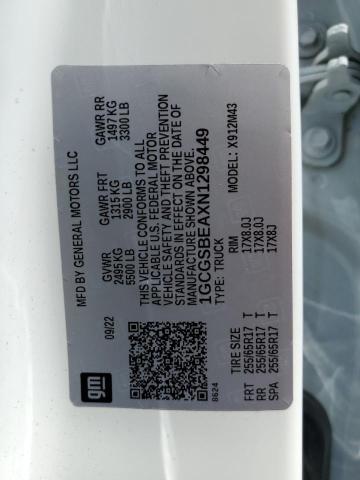 MFD BY GENERAL MOTORS LLC
09/22
gm
GVWR
2495 KG
5500 LB
GAWR FRT
1315 KG
2900 LB
GAWR RR
1497 KG
3300 LB
THIS VEHICLE CONFORMS TO ALL
APPLICABLE U.S. FEDERAL MOTOR
VEHICLE SAFETY AND THEFT PREVENTION
STANDARDS IN EFFECT ON THE DATE OF
MANUFACTURE SHOWN ABOVE.
1GCGSBEAXN1298449
TYPE: TRUCK
X912M43
8624
TIRE SIZE RIM
FRT 255/65R17 T 17X8.0J
RR 255/65R17 T 17X8.0J
SPA 255/65R17 T 17X8J